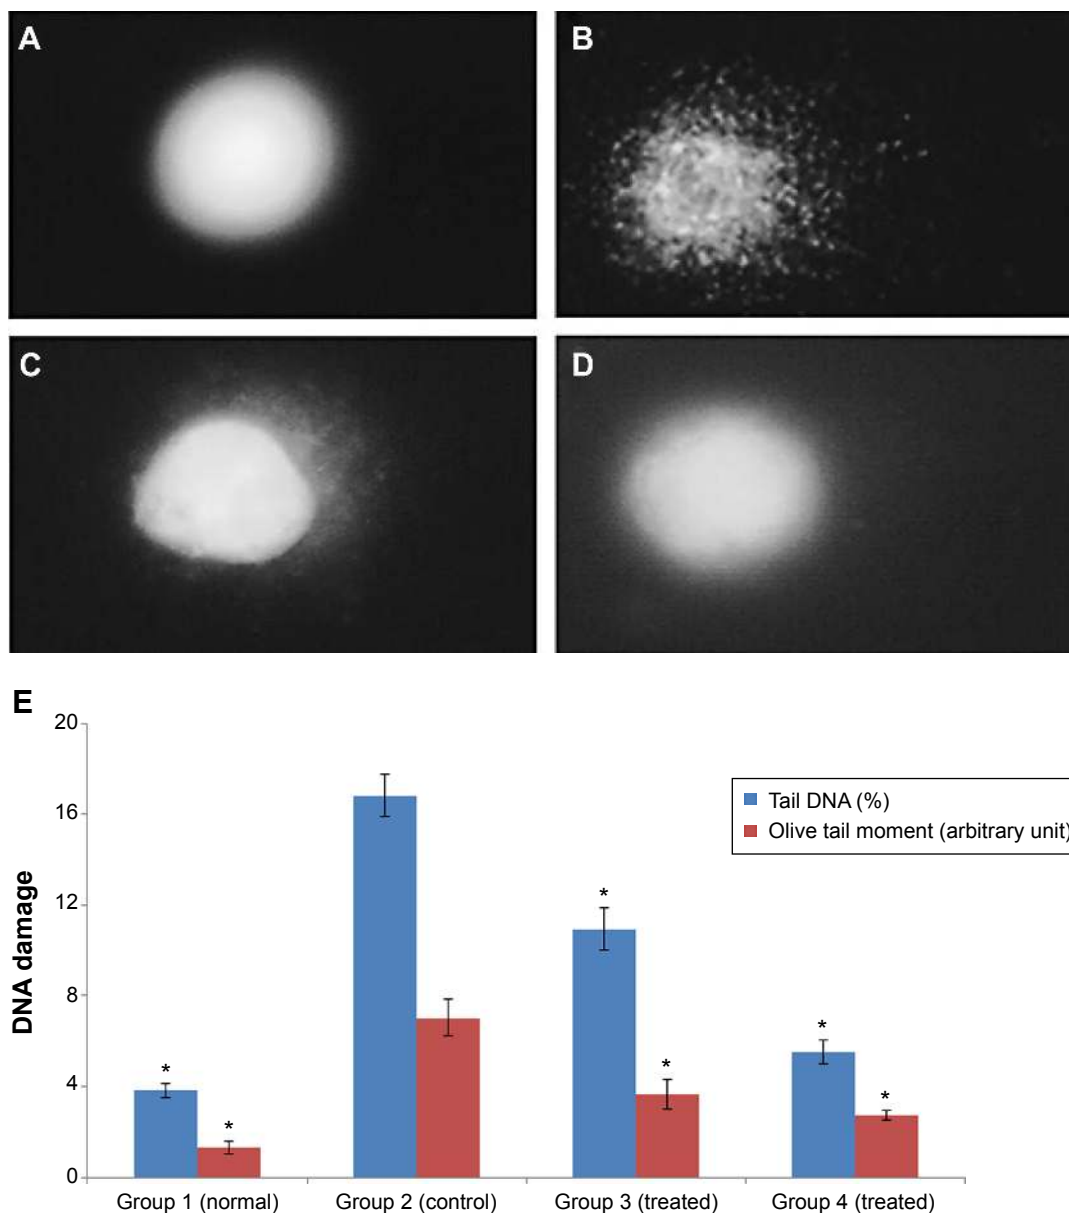 A
B
C
D
E
20
16
12
8
4
0
DNA damage
Tail DNA (%)
Olive tail moment (arbitrary unit)
*
*
*
*
*
*
Group 1 (normal)
Group 2 (control)
Group 3 (treated)
Group 4 (treated)